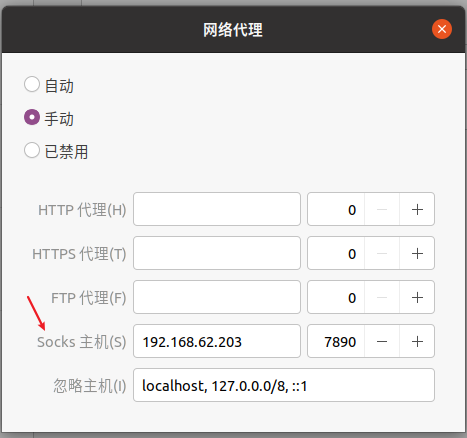 网络代理
自动
手动
已禁用
HTTP 代理(H) 0
HTTPS 代理(T) 0
FTP 代理(F) 0
Socks 主机(S) 192.168.62.203 7890
忽略主机(I) localhost, 127.0.0.0/8, ::1